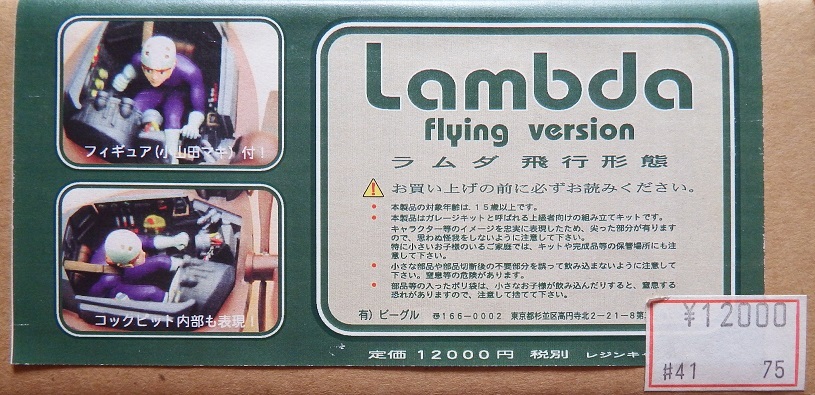 フィギュア(小山田マキ)付!
コックピット内部も表現!
Lambda
flying version
ラムダ 飛行形態
お買い上げの前に必ずお読みください。
• 本製品の対象年齢は、15歳以上です。
• 本製品はガレージキットと呼ばれる上級者向けの組み立てキットです。
キャラクター等のイメージを忠実に表現したため、尖った部分が有ります
ので、思わぬ怪我をしないように注意して下さい。
特に小さいお子様のいるご家庭では、キットや完成品等の保管場所にも注
意して下さい。
• 小さな部品や部品切断後の不要部分を誤って飲み込まないように注意して
下さい。窒息等の危険があります。
• 部品等の入ったポリ袋は、小さなお子様が飲み込んだりすると、窒息する
恐れがありますので、注意して捨て下さい。
有)ビーグル 〒166-0002 東京都杉並区高円寺北2-21-8第
定価 12000円 税別 レジンキ
¥12000
#41 75